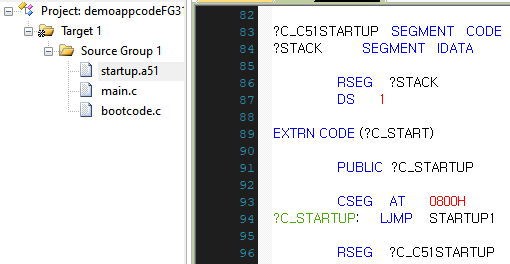 Project: demoappcodeFG31
Target 1
Source Group 1
startup.a51
main.c
bootcode.c
82
83 ?C_C51STARTUP SEGMENT CODE
84 ?STACK SEGMENT IDATA
85
86 RSEG ?STACK
87 DS 1
88
89 EXTRN CODE (?C_START)
90
91 PUBLIC ?C_STARTUP
92
93 CSEG AT 0800H
94 ?C_STARTUP: LJMP STARTUP1
95
96 RSEG ?C_C51STARTUP